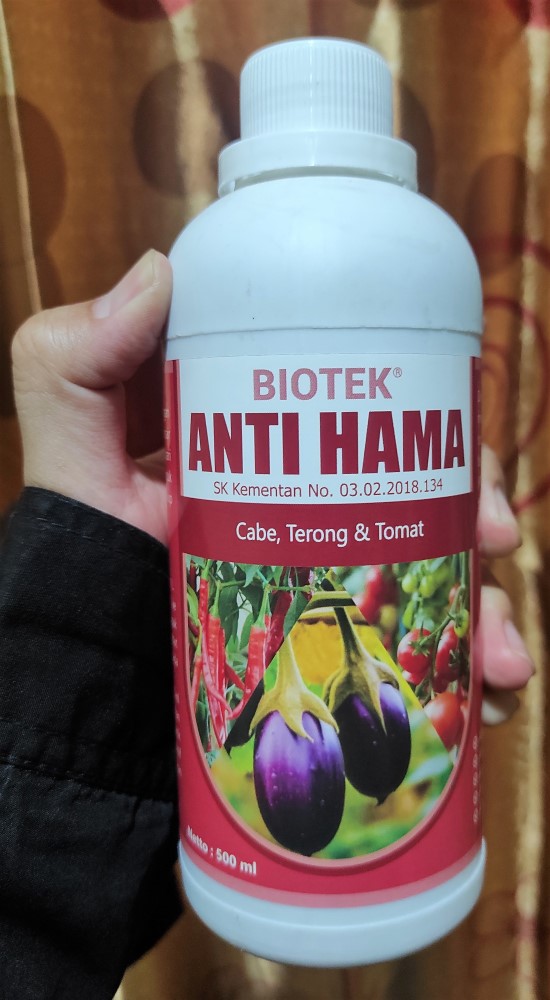 BIOTEK®
ANTI HAMA
SK Kementan No. 03.02.2018.134
Cabe, Terong & Tomat
Netto : 500 ml